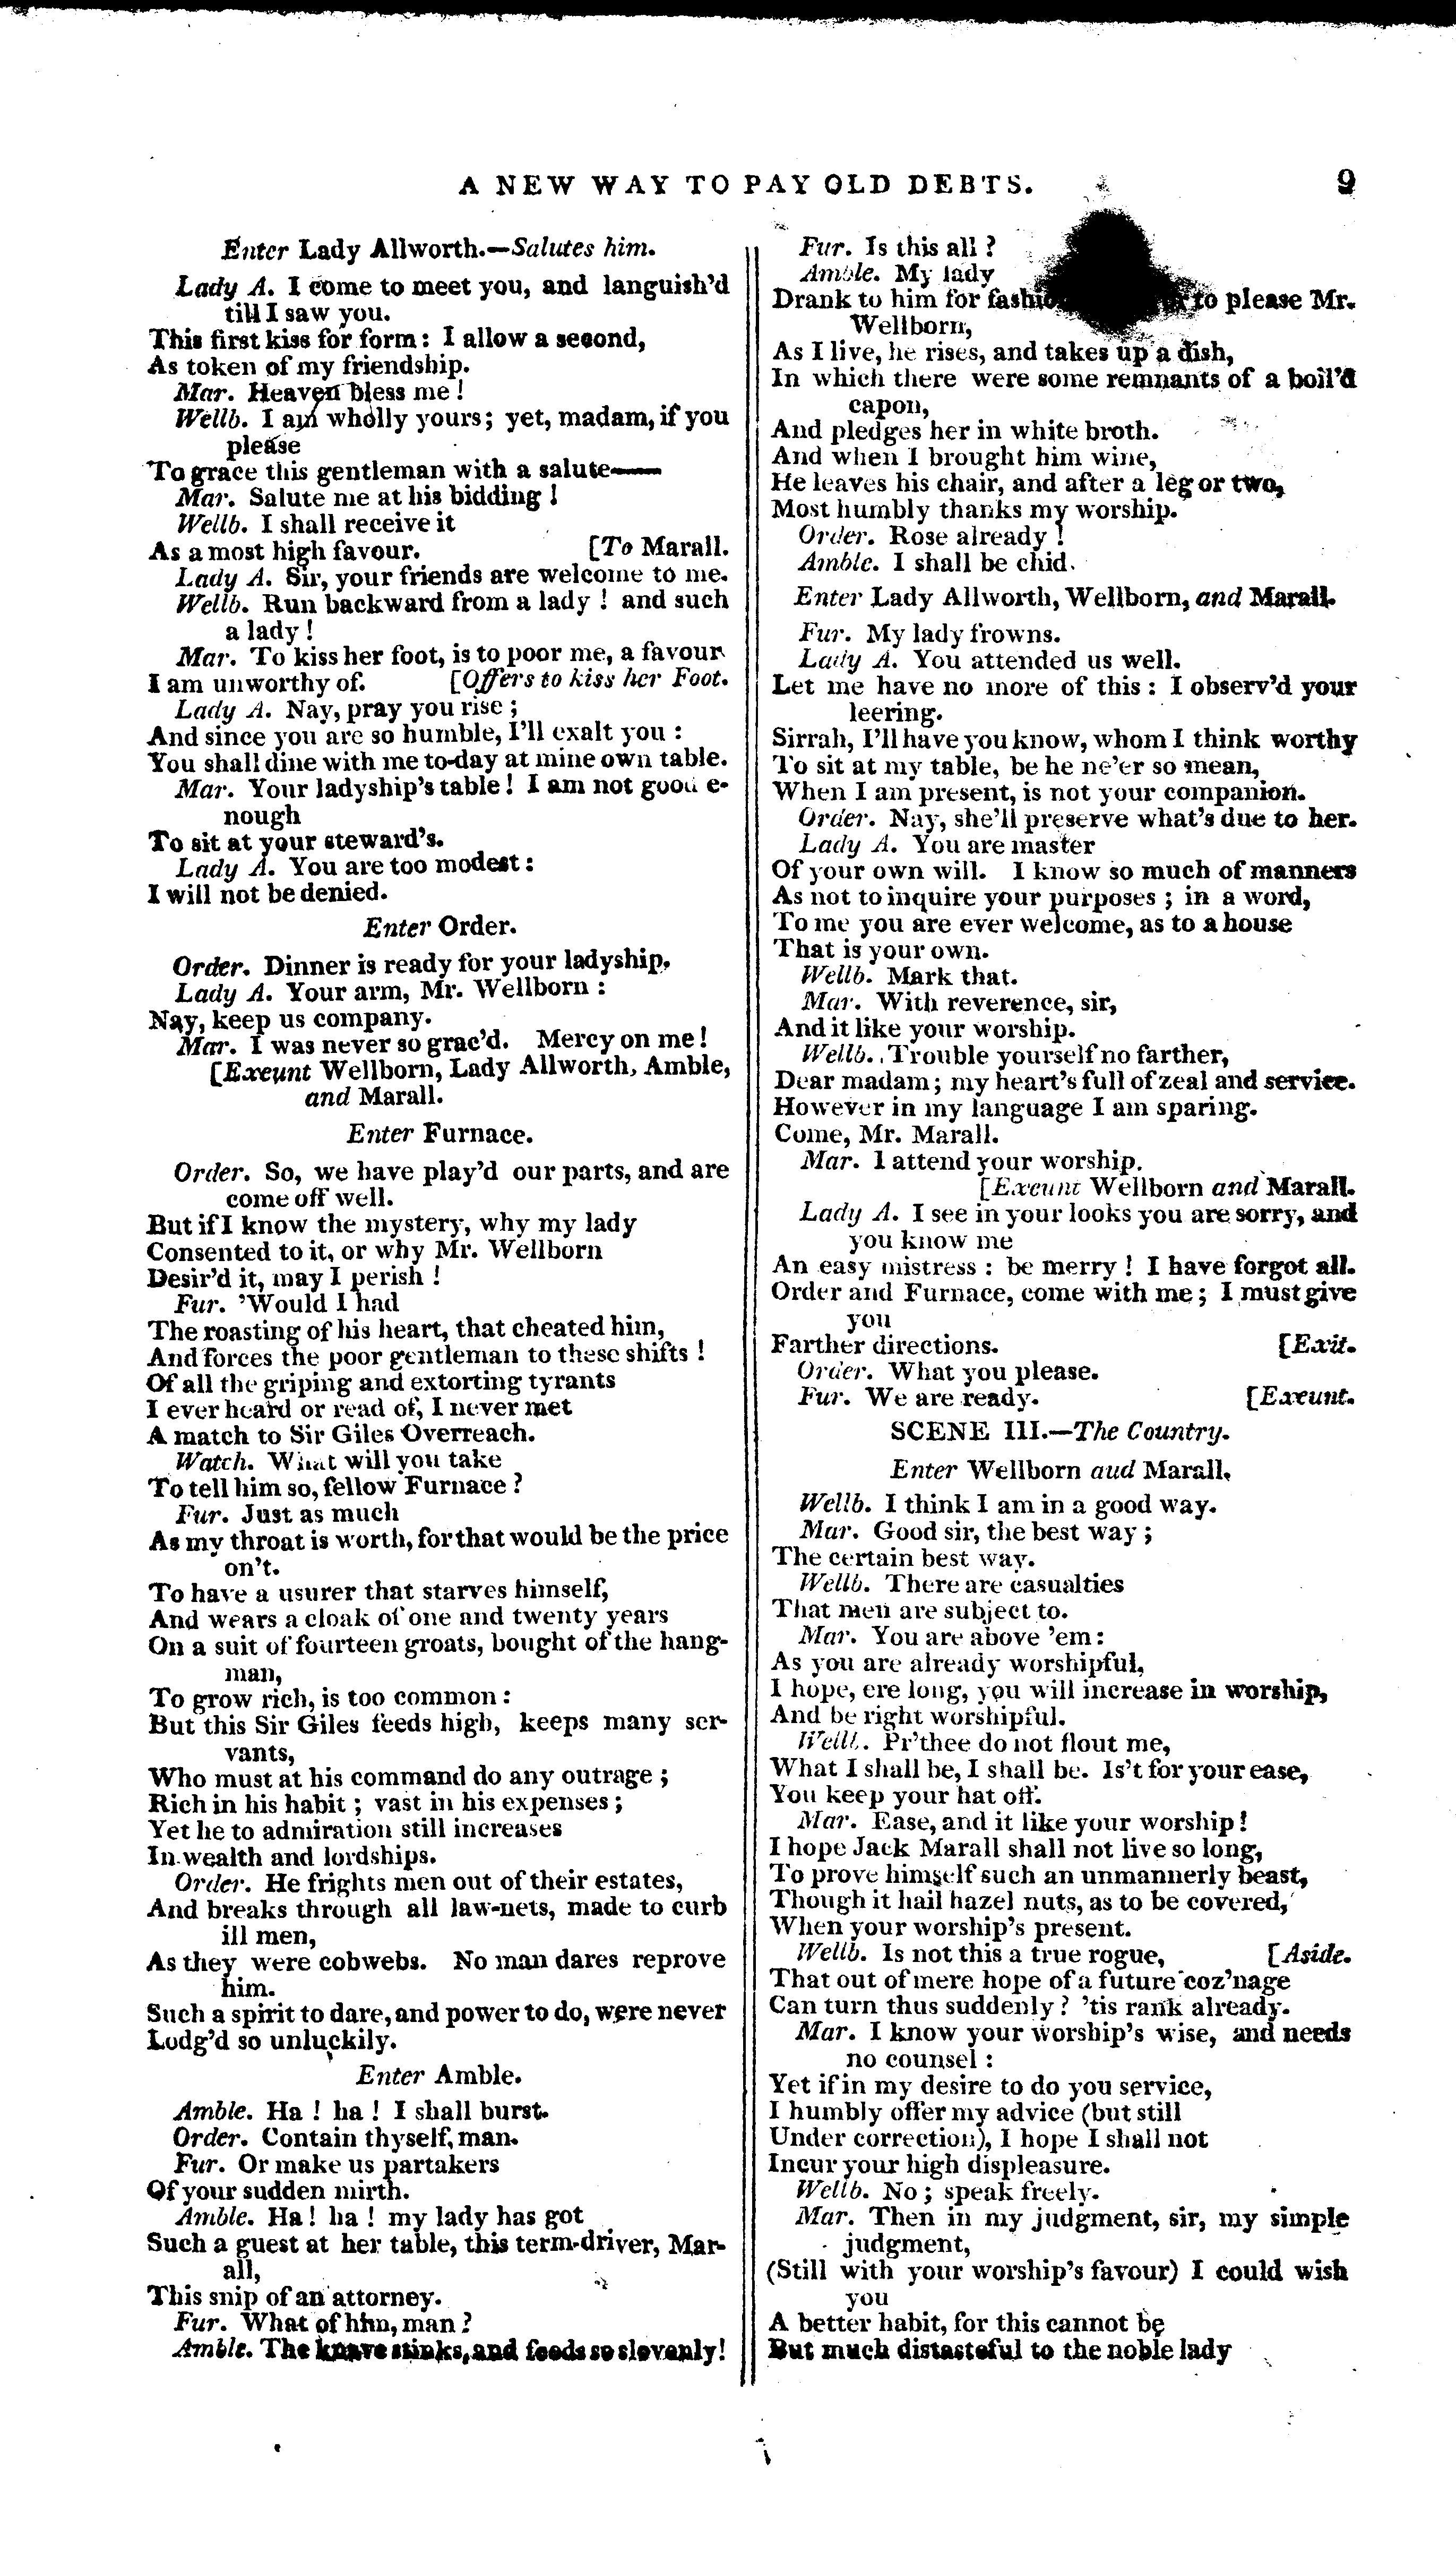 A NEW WAY TO PAY OLD DEBTS.
9
Enter Lady Allworth.—Salutes him.
Lady A. I come to meet you, and languish'd
till I saw you.
This first kiss for form: I allow a second,
As token of my friendship.
Mar. Heaven bless me!
Wellb. I am wholly yours; yet, madam, if you
please
To grace this gentleman with a salute——
Mar. Salute me at his bidding!
Wellb. I shall receive it
As a most high favour. [To Marall.
Lady A. Sir, your friends are welcome to me.
Wellb. Run backward from a lady! and such
a lady!
Mar. To kiss her foot, is to poor me, a favour
I am unworthy of. [Offers to kiss her Foot.
Lady A. Nay, pray you rise;
And since you are so humble, I'll exalt you:
You shall dine with me to-day at mine own table.
Mar. Your ladyship's table! I am not good e-
nough
To sit at your steward's.
Lady A. You are too modest:
I will not be denied.
Enter Order.
Order. Dinner is ready for your ladyship.
Lady A. Your arm, Mr. Wellborn:
Nay, keep us company.
Mar. I was never so grac'd. Mercy on me!
[Exeunt Wellborn, Lady Allworth, Amble,
and Marall.
Enter Furnace.
Order. So, we have play'd our parts, and are
come off well.
But if I know the mystery, why my lady
Consented to it, or why Mr. Wellborn
Desir'd it, may I perish!
Fur. 'Would I had
The roasting of his heart, that cheated him,
And forces the poor gentleman to these shifts!
Of all the griping and extorting tyrants
I ever heard or read of, I never met
A match to Sir Giles Overreach.
Watch. What will you take
To tell him so, fellow Furnace?
Fur. Just as much
As my throat is worth, for that would be the price
on't.
To have a usurer that starves himself,
And wears a cloak of one and twenty years
On a suit of fourteen groats, bought of the hang-
man,
To grow rich, is too common:
But this Sir Giles feeds high, keeps many ser-
vants,
Who must at his command do any outrage;
Rich in his habit; vast in his expenses;
Yet he to admiration still increases
In wealth and lordships.
Order. He frights men out of their estates,
And breaks through all law-nets, made to curb
ill men,
As they were cobwebs. No man dares reprove
him.
Such a spirit to dare, and power to do, were never
Lodg'd so unluckily.
Enter Amble.
Amble. Ha! ha! I shall burst.
Order. Contain thyself, man.
Fur. Or make us partakers
Of your sudden mirth.
Amble. Ha! ha! my lady has got
Such a guest at her table, this term-driver, Mar-
all,
This snip of an attorney.
Fur. What of him, man?
Amble. The knave stinks, and feeds so slovenly!
Fur. Is this all?
Amble. My lady
Drank to him for to please Mr.
Wellborn,
As I live, he rises, and takes up a dish,
In which there were some remnants of a boil'd
capon,
And pledges her in white broth.
And when I brought him wine,
He leaves his chair, and after a leg or two,
Most humbly thanks my worship.
Order. Rose already!
Amble. I shall be chid.
Enter Lady Allworth, Wellborn, and Marall.
Fur. My lady frowns.
Lady A. You attended us well.
Let me have no more of this: I observ'd your
leering.
Sirrah, I'll have you know, whom I think worthy
To sit at my table, be he ne'er so mean,
When I am present, is not your companion.
Order. Nay, she'll preserve what's due to her.
Lady A. You are master
Of your own will. I know so much of manners
As not to inquire your purposes; in a word,
To me you are ever welcome, as to a house
That is your own.
Wellb. Mark that.
Mar. With reverence, sir,
And it like your worship.
Wellb. Trouble yourself no farther,
Dear madam; my heart's full of zeal and service.
However in my language I am sparing.
Come, Mr. Marall.
Mar. I attend your worship.
[Exeunt Wellborn and Marall.
Lady A. I see in your looks you are sorry, and
you know me
An easy mistress: be merry! I have forgot all.
Order and Furnace, come with me; I must give
you
Farther directions. [Exit.
Order. What you please.
Fur. We are ready. [Exeunt.
SCENE III.—The Country.
Enter Wellborn aud Marall.
Wellb. I think I am in a good way.
Mar. Good sir, the best way;
The certain best way.
Wellb. There are casualties
That men are subject to.
Mar. You are above 'em:
As you are already worshipful,
I hope, ere long, you will increase in worship,
And be right worshipful.
Wellb. Pr'thee do not flout me,
What I shall be, I shall be. Is't for your ease,
You keep your hat off.
Mar. Ease, and it like your worship!
I hope Jack Marall shall not live so long,
To prove himself such an unmannerly beast,
Though it hail hazel nuts, as to be covered,
When your worship's present.
Wellb. Is not this a true rogue, [Aside.
That out of mere hope of a future coz'nage
Can turn thus suddenly? 'tis rank already.
Mar. I know your worship's wise, and needs
no counsel:
Yet if in my desire to do you service,
I humbly offer my advice (but still
Under correction), I hope I shall not
Incur your high displeasure.
Wellb. No; speak freely.
Mar. Then in my judgment, sir, my simple
judgment,
(Still with your worship's favour) I could wish
you
A better habit, for this cannot be
But much distasteful to the noble lady